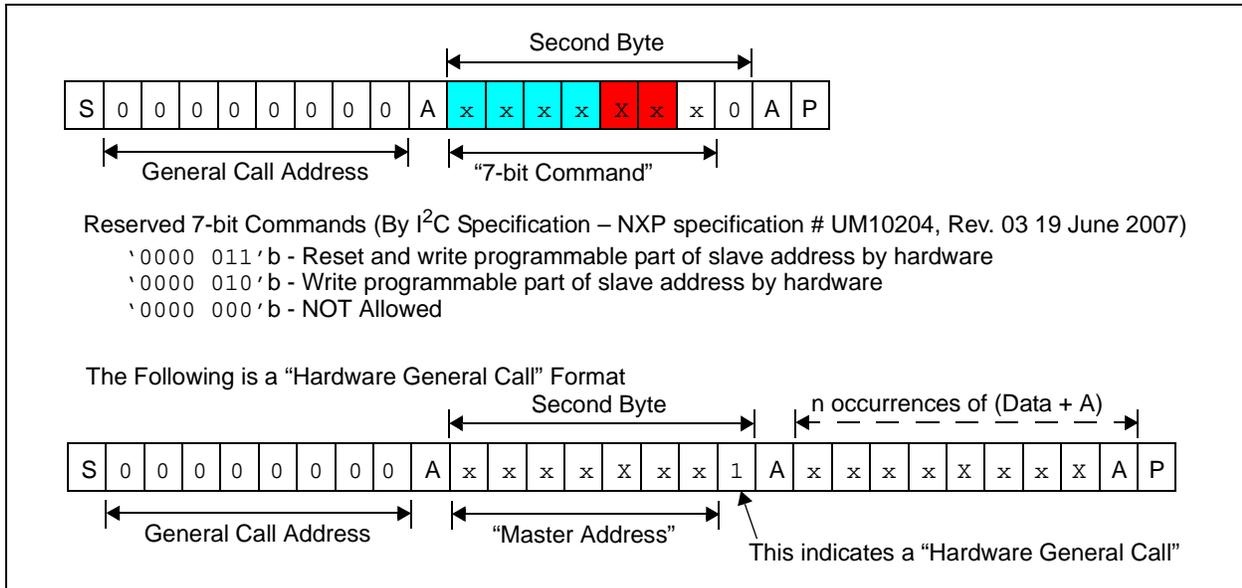 Second Byte
S 0 0 0 0 0 0 0 0 A x x x x X x x 0 A P
General Call Address “7-bit Command”
Reserved 7-bit Commands (By I2C Specification – NXP specification # UM10204, Rev. 03 19 June 2007)
‘0000 011’b - Reset and write programmable part of slave address by hardware
‘0000 010’b - Write programmable part of slave address by hardware
‘0000 000’b - NOT Allowed
The Following is a “Hardware General Call” Format
Second Byte n occurrences of (Data + A)
S 0 0 0 0 0 0 0 0 A x x x x X x x 1 A x x x x X x x X A P
General Call Address “Master Address”
This indicates a “Hardware General Call”